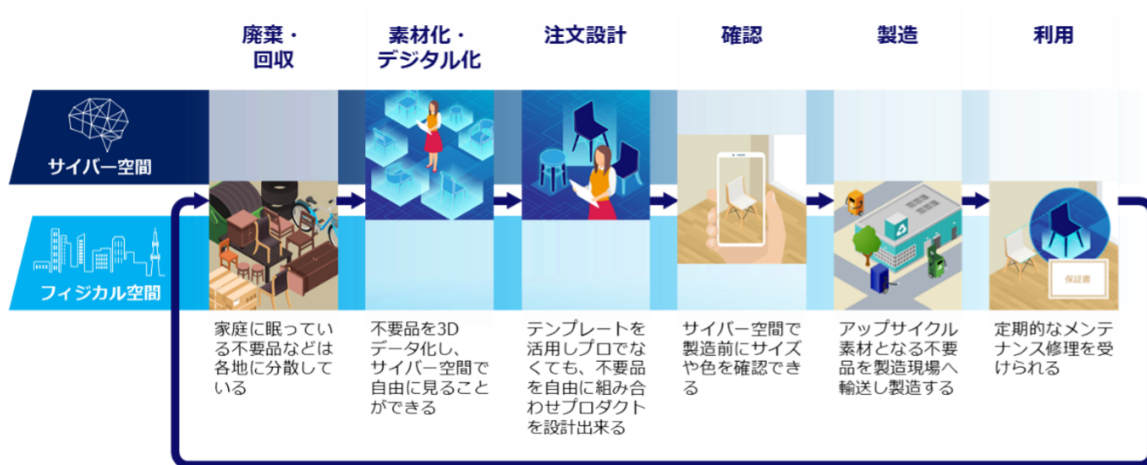 廃棄・
回収
素材化・
デジタル化
注文設計
確認
製造
利用
サイバー空間
フィジカル空間
保証書
家庭に眠ってい
る不要品などは
各地に分散して
いる
不要品を3D
データ化し、
サイバー空間で
自由に見ること
ができる
テンプレートを
活用しプロでな
くても、不要品
を自由に組み合
わせプロダクト
を設計出来る
サイバー空間で
製造前にサイズ
や色を確認でき
る
アップサイクル
素材となる不要
品を製造現場へ
輸送し製造する
定期的なメンテ
ナンス修理を受
けられる